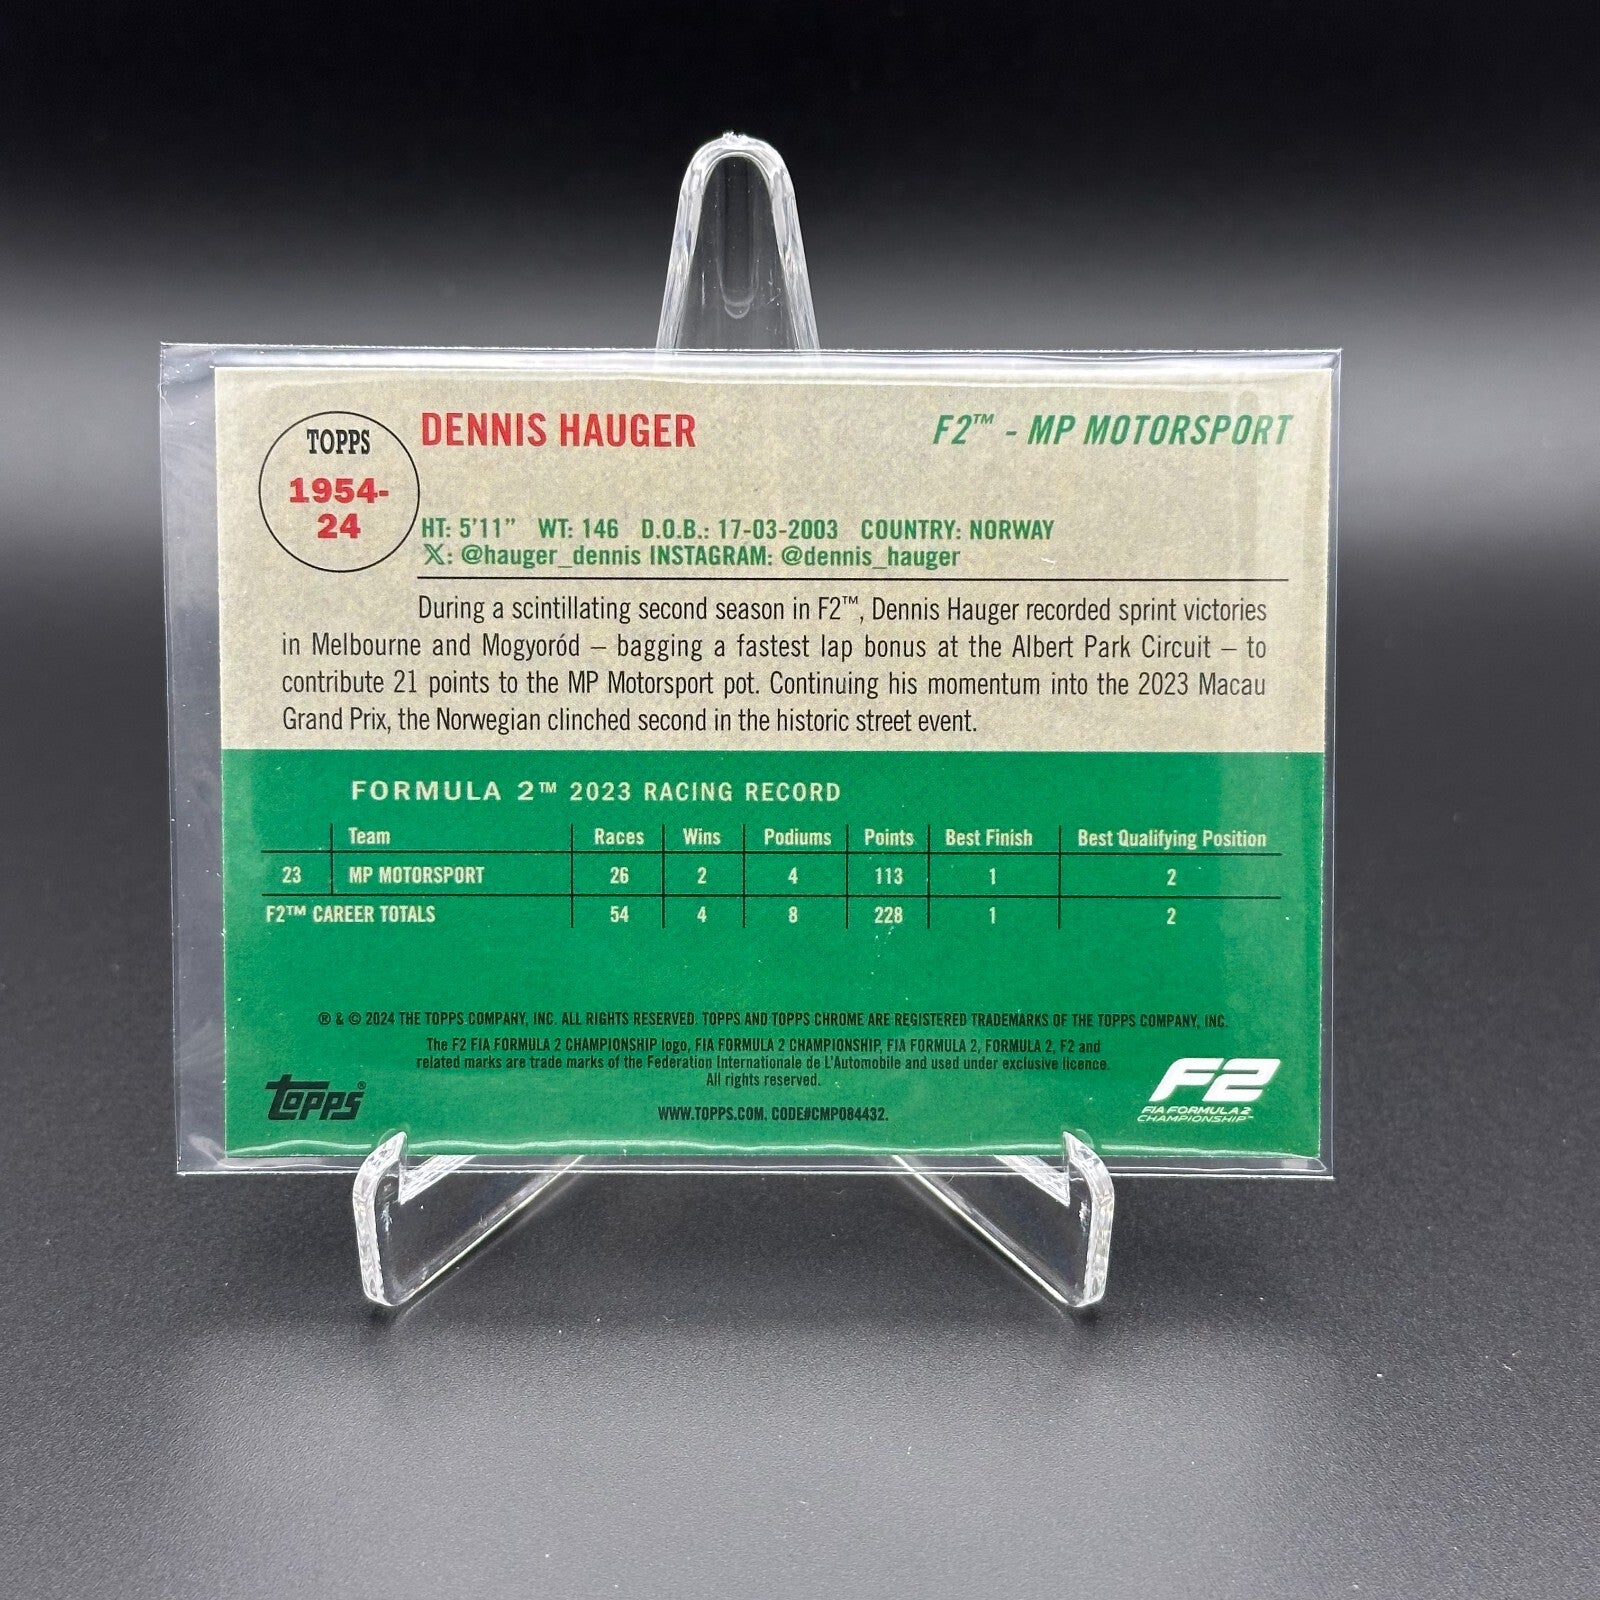 TOPPS
1954-
24
DENNIS HAUGER
F2™ - MP MOTORSPORT
HT: 5'11" WT: 146 D.O.B.: 17-03-2003 COUNTRY: NORWAY
X: @hauger_dennis INSTAGRAM: @dennis_hauger
During a scintillating second season in F2™, Dennis Hauger recorded sprint victories
in Melbourne and Mogyoród – bagging a fastest lap bonus at the Albert Park Circuit – to
contribute 21 points to the MP Motorsport pot. Continuing his momentum into the 2023 Macau
Grand Prix, the Norwegian clinched second in the historic street event.
FORMULA 2™ 2023 RACING RECORD
Team Races Wins Podiums Points Best Finish Best Qualifying Position
23 MP MOTORSPORT 26 2 4 113 1 2
F2™ CAREER TOTALS 54 4 8 228 1 2
® & © 2024 THE TOPPS COMPANY, INC. ALL RIGHTS RESERVED. TOPPS AND TOPPS CHROME ARE REGISTERED TRADEMARKS OF THE TOPPS COMPANY, INC.
The F2 FIA FORMULA 2 CHAMPIONSHIP logo, FIA FORMULA 2 CHAMPIONSHIP, FIA FORMULA 2, FORMULA 2, F2 and
related marks are trade marks of the Federation Internationale de L'Automobile and used under exclusive licence.
All rights reserved.
WWW.TOPPS.COM. CODE#CMP084432.
TOPPS®
F2
FIA FORMULA 2
CHAMPIONSHIP™